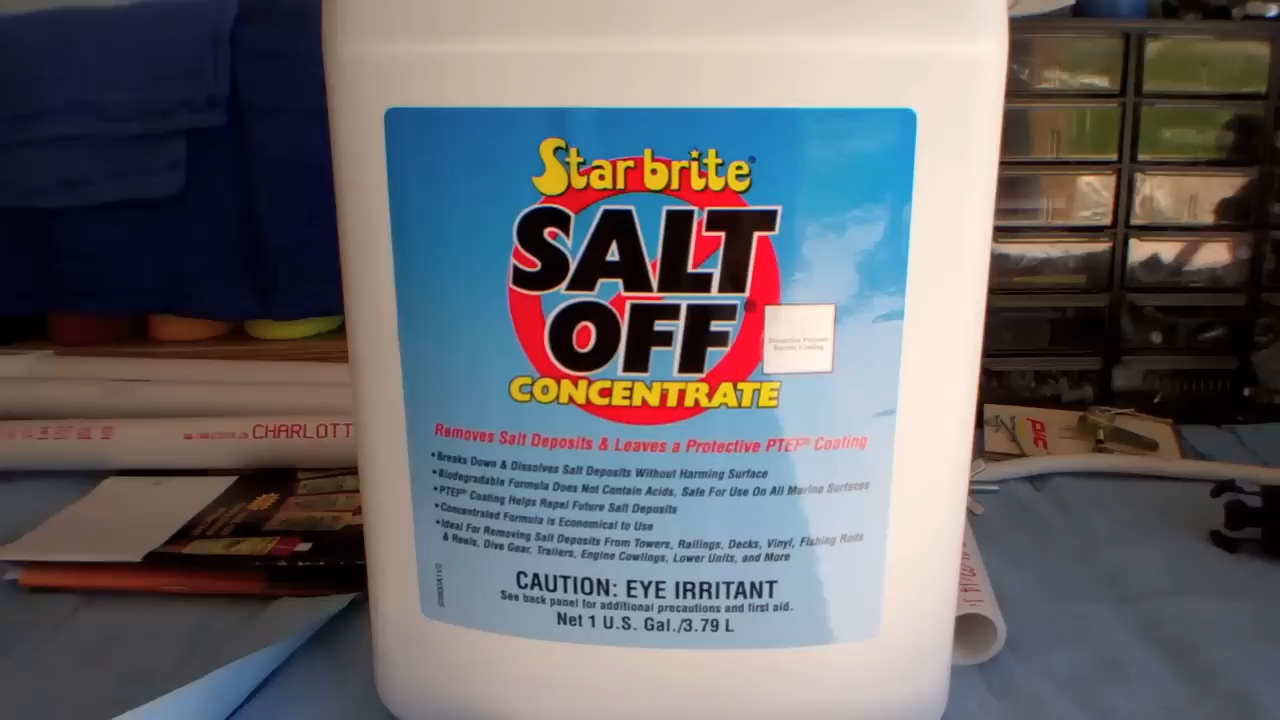 Star brite®
SALT
OFF®
CONCENTRATE
Removes Salt Deposits & Leaves a Protective PTEF® Coating
•Breaks Down & Dissolves Salt Deposits Without Harming Surface
•Biodegradable Formula Does Not Contain Acids, Safe For Use On All Marine Surfaces
•PTEF® Coating Helps Repel Future Salt Deposits
•Concentrated Formula is Economical to Use
•Ideal For Removing Salt Deposits From Towers, Railings, Decks, Vinyl, Fishing Rods
& Reels, Dive Gear, Trailers, Engine Cowlings, Lower Units, and More
CAUTION: EYE IRRITANT
See back panel for additional precautions and first aid.
Net 1 U.S. Gal./3.79 L
CHARLOTT